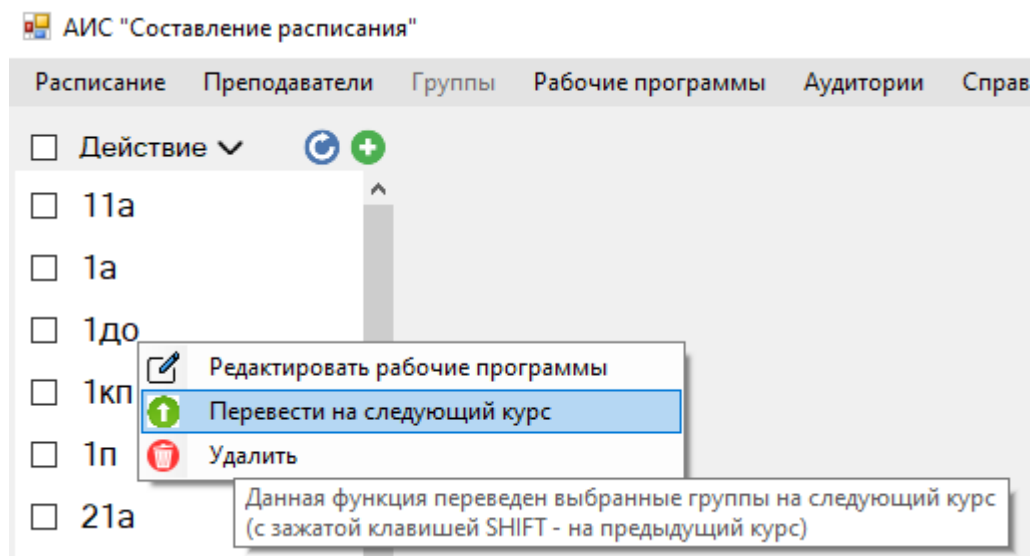 АИС "Составление расписания"
Расписание Преподаватели Группы Рабочие программы Аудитории Справ
Действие
11а
1а
1до
Редактировать рабочие программы
1кп
Перевести на следующий курс
1п
Удалить
Данная функция переведен выбранные группы на следующий курс
(с зажатой клавишей SHIFT - на предыдущий курс)
21а